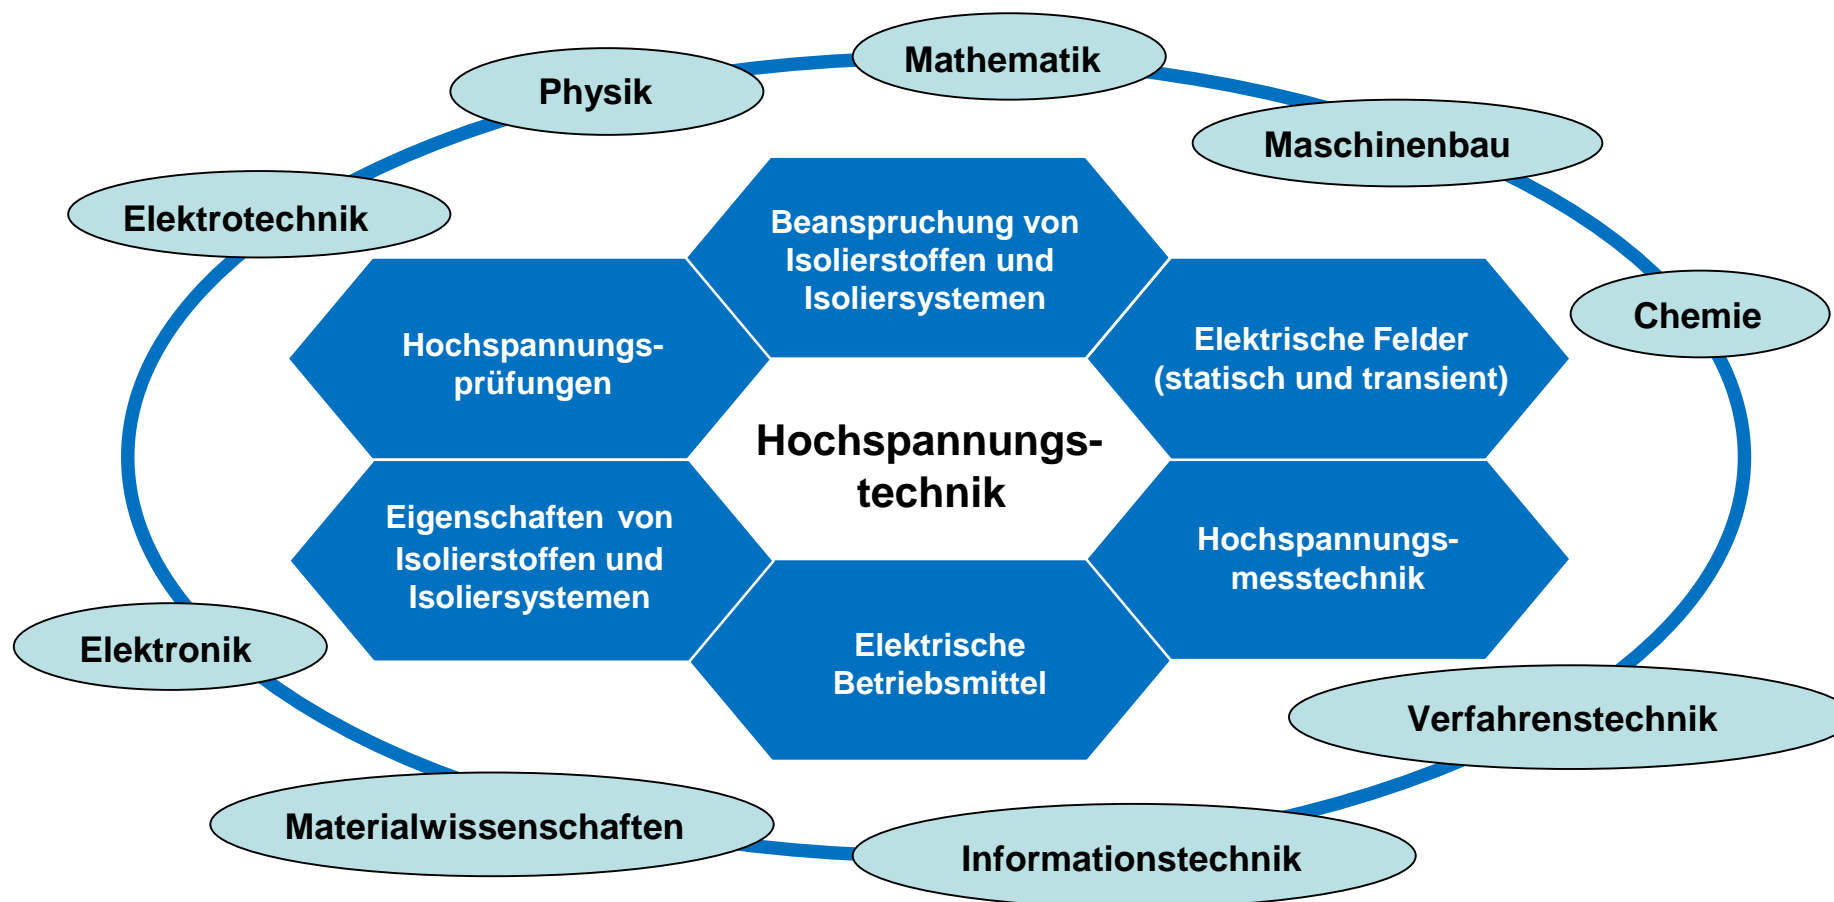 Mathematik
Physik
Maschinenbau
Elektrotechnik
Beanspruchung von
Isolierstoffen und
Isoliersystemen
Chemie
Hochspannungs-
prüfungen
Elektrische Felder
(statisch und transient)
Hochspannungs-
technik
Eigenschaften von
Isolierstoffen und
Isoliersystemen
Hochspannungs-
messtechnik
Elektronik
Elektrische
Betriebsmittel
Verfahrenstechnik
Materialwissenschaften
Informationstechnik